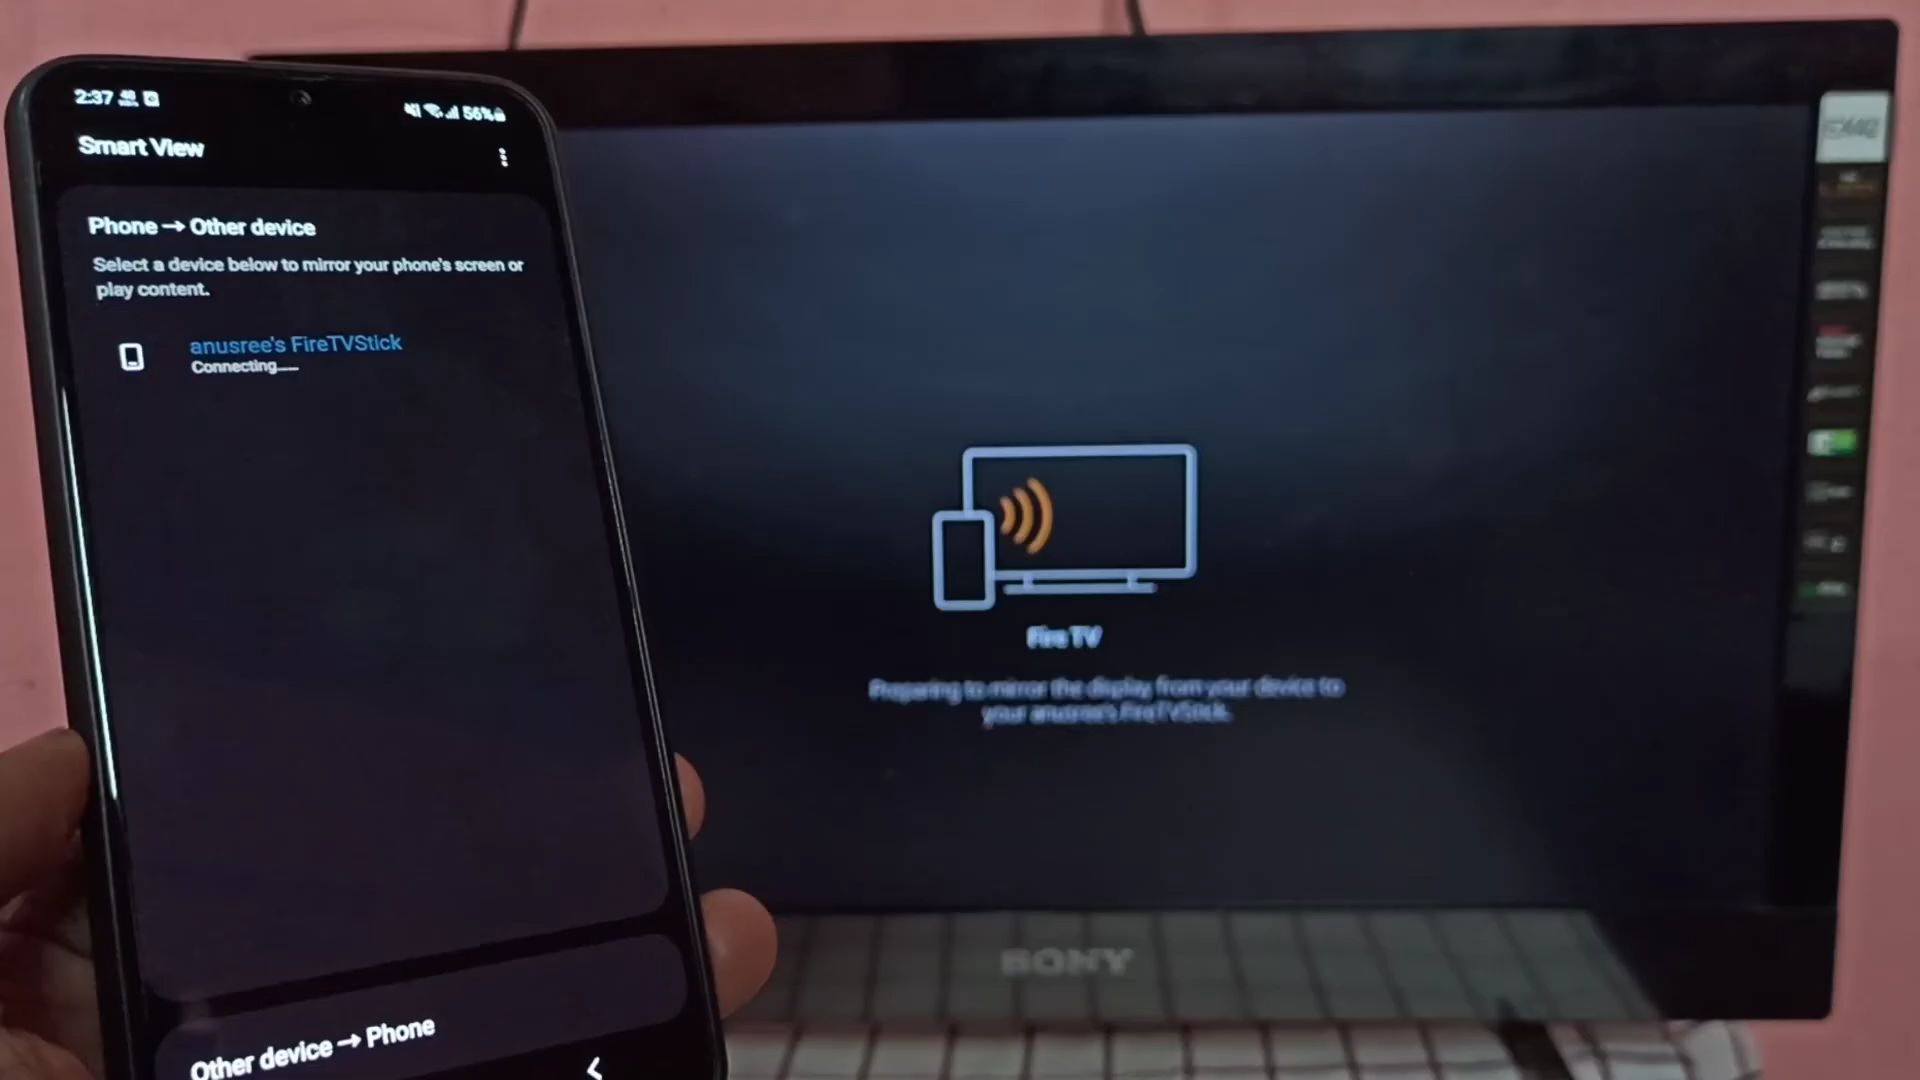 2:37
56%
Smart View
Phone → Other device
Select a device below to mirror your phone's screen or
play content.
anusree's FireTVStick
Connecting.....
Other device → Phone
Fire TV
Preparing to mirror the display from your device to
your anusree's FireTVStick.
SONY